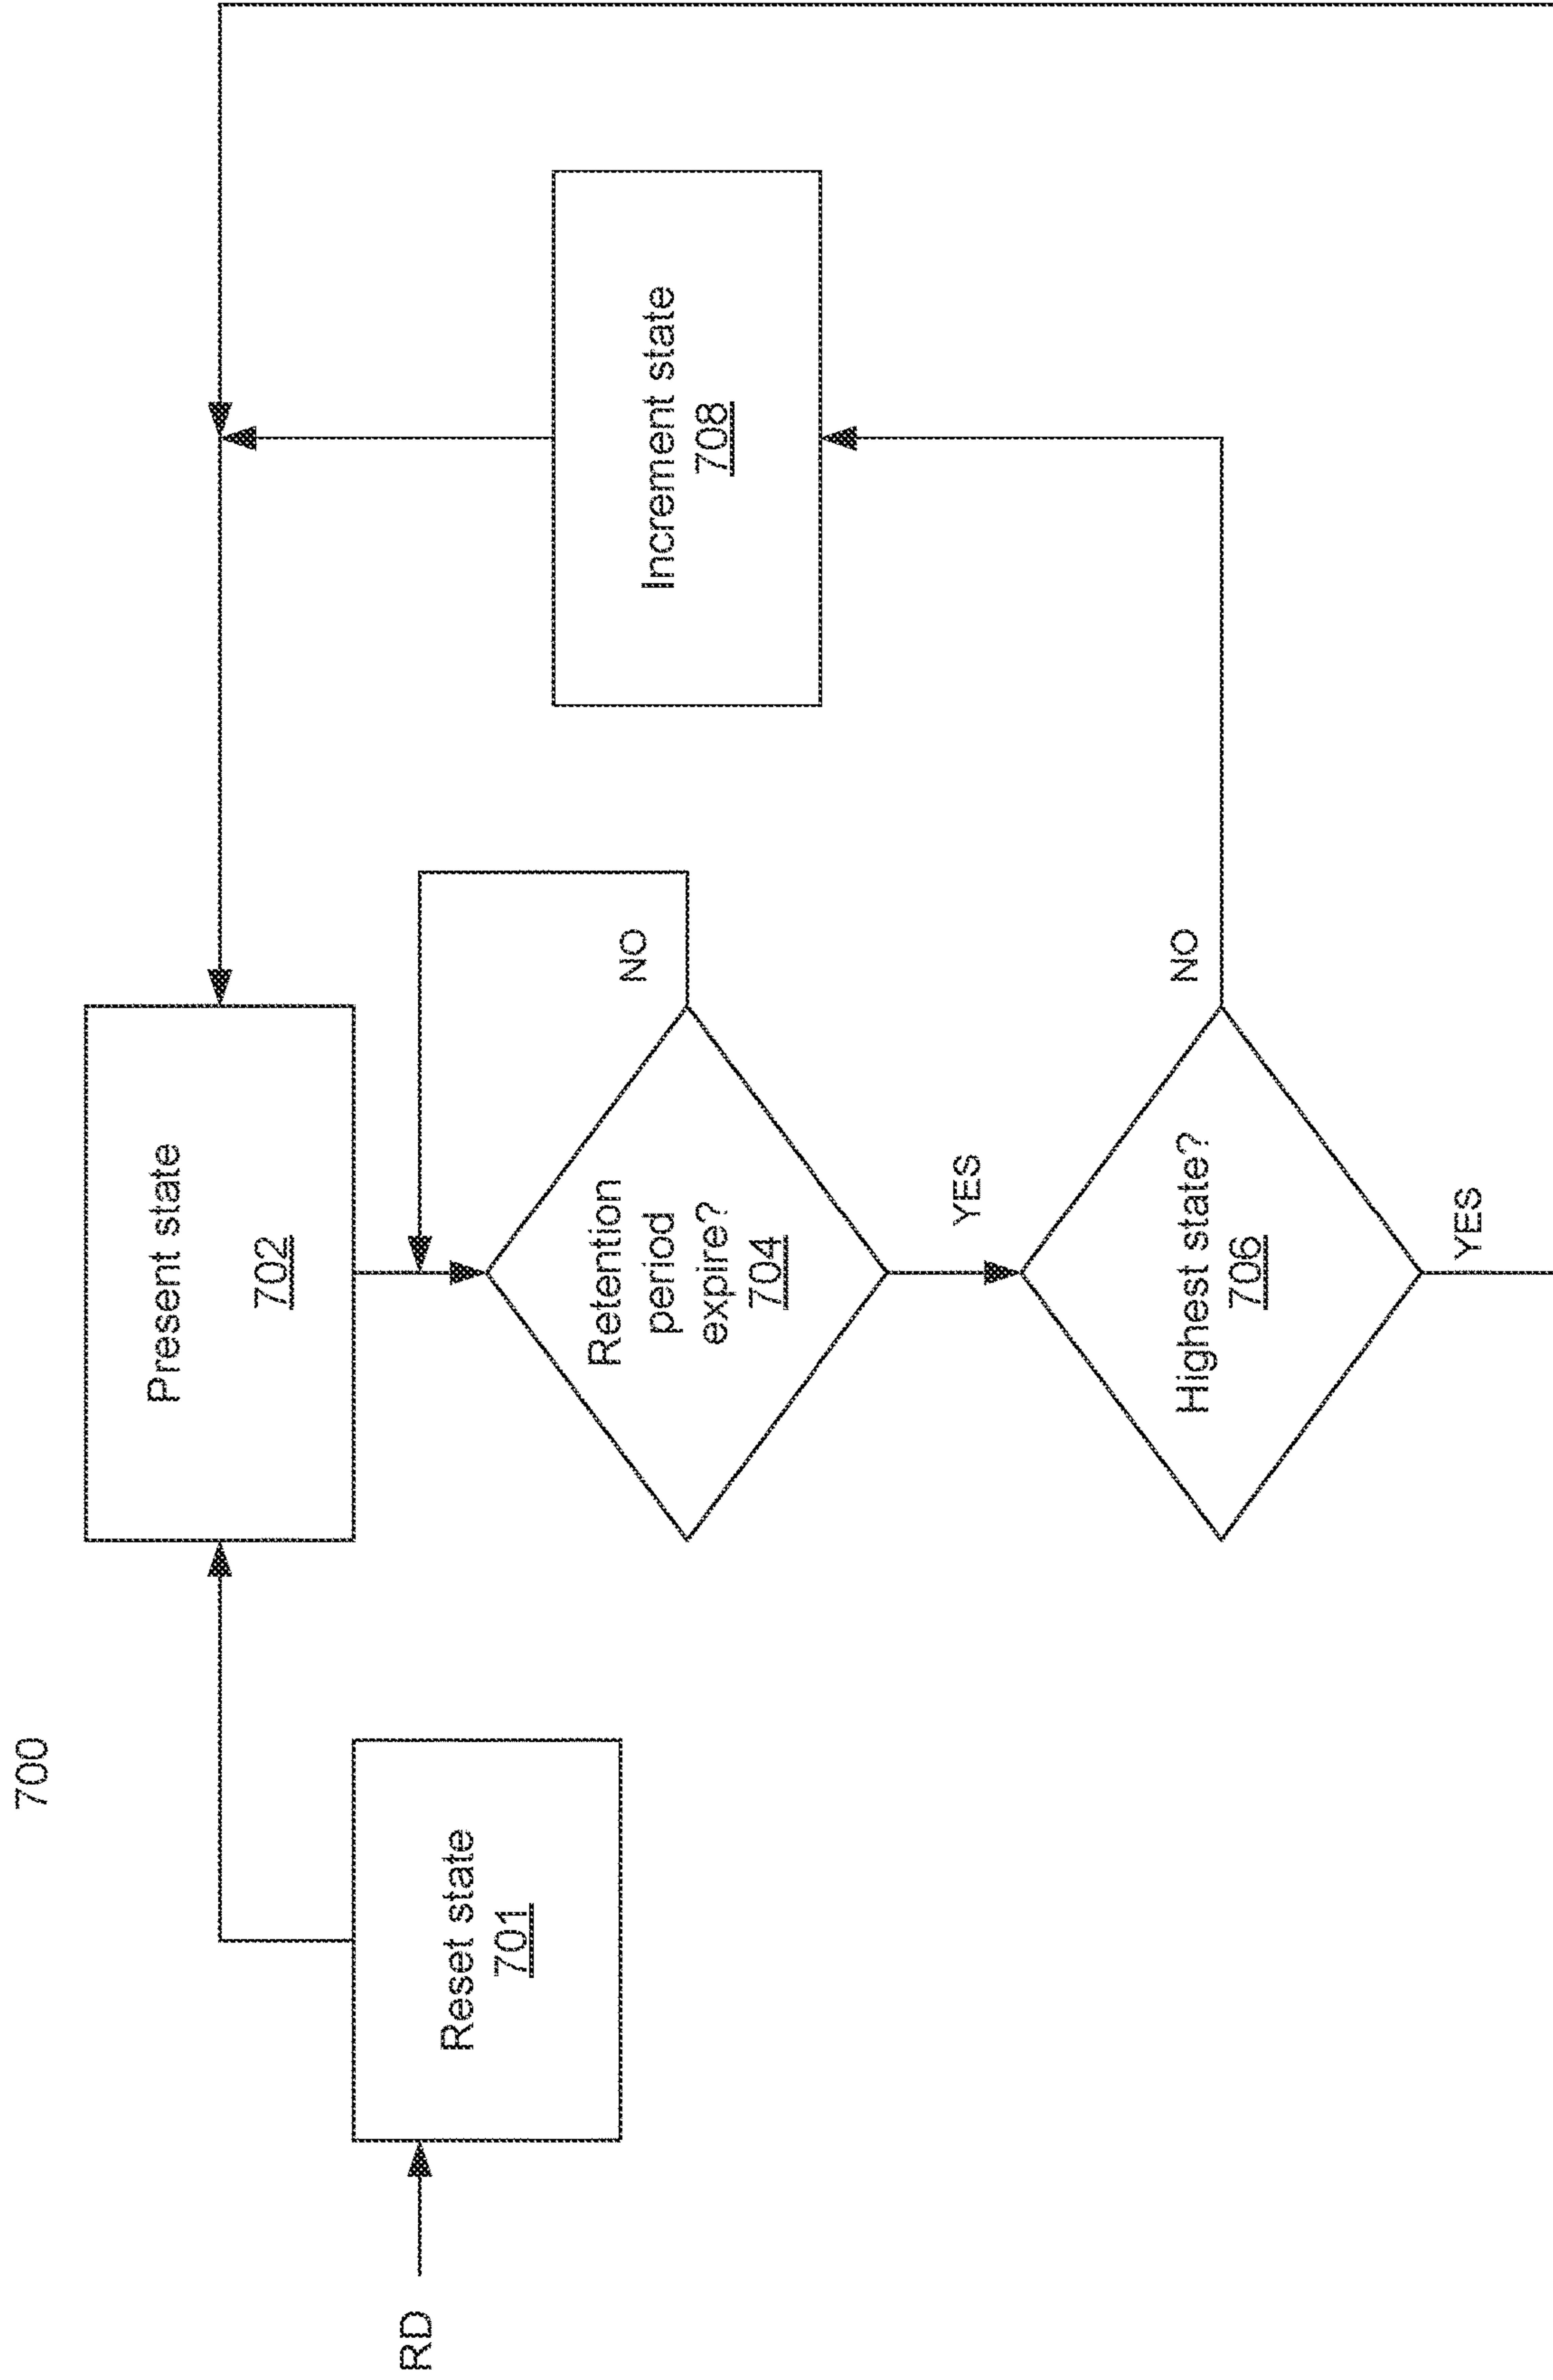 700
RD
Reset state
701
Present state
702
Retention
period
expire?
704
NO
YES
Highest state?
706
NO
YES
Increment state
708